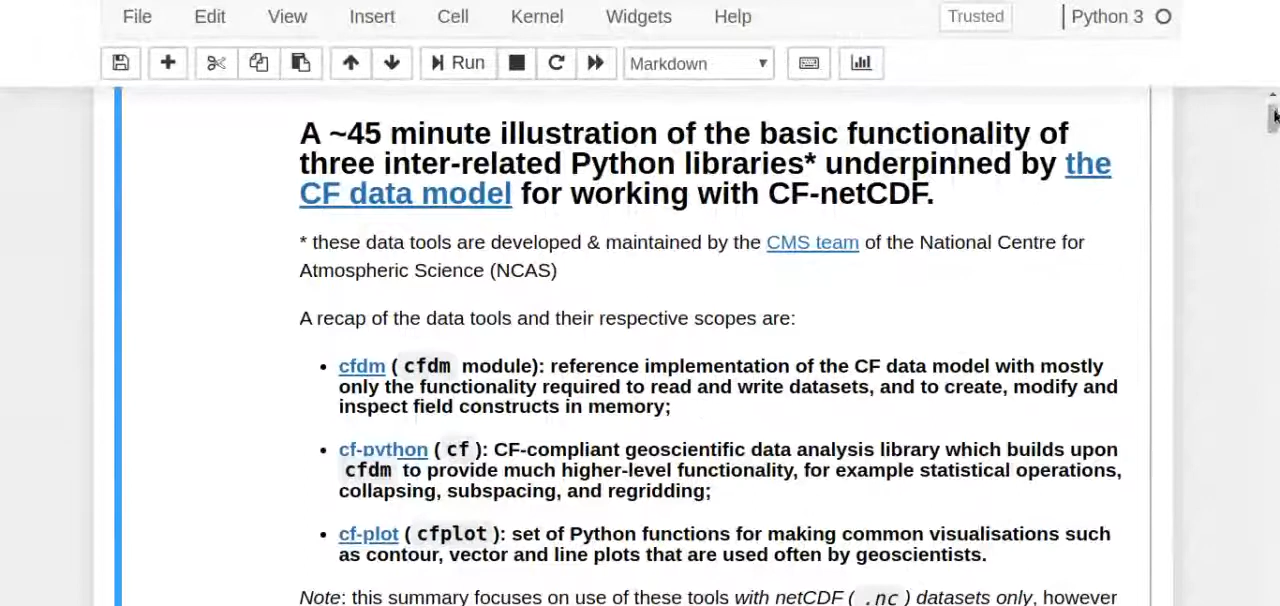 File Edit View Insert Cell Kernel Widgets Help Trusted Python 3
Run Markdown
A ~45 minute illustration of the basic functionality of
three inter-related Python libraries* underpinned by the
CF data model for working with CF-netCDF.
* these data tools are developed & maintained by the CMS team of the National Centre for
Atmospheric Science (NCAS)
A recap of the data tools and their respective scopes are:
• cfdm ( cfdm module): reference implementation of the CF data model with mostly
only the functionality required to read and write datasets, and to create, modify and
inspect field constructs in memory;
• cf-python ( cf ): CF-compliant geoscientific data analysis library which builds upon
cfdm to provide much higher-level functionality, for example statistical operations,
collapsing, subspacing, and regridding;
• cf-plot ( cfplot ): set of Python functions for making common visualisations such
as contour, vector and line plots that are used often by geoscientists.
Note: this summary focuses on use of these tools with netCDF ( .nc ) datasets only, however